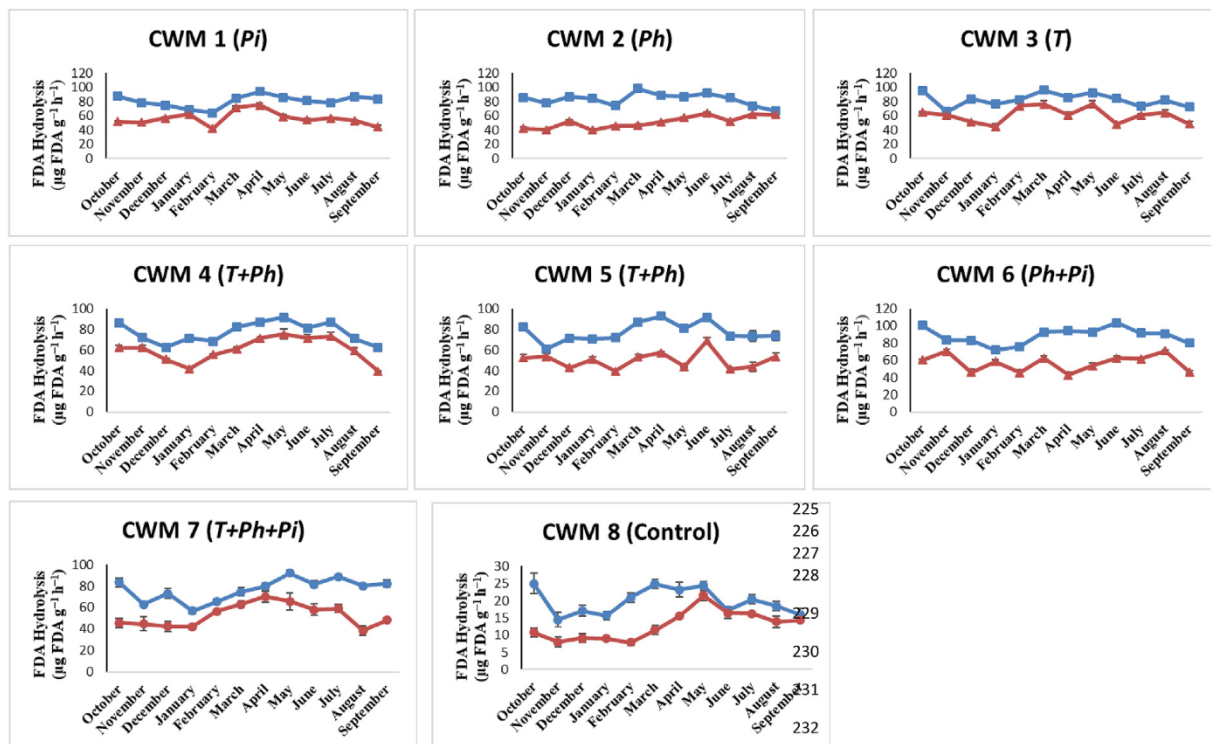 CWM 1 (Pi)
FDA Hydrolysis
(µg FDA g⁻¹ h⁻¹)
120
100
80
60
40
20
0
October
November
December
January
February
March
April
May
June
July
August
September
CWM 2 (Ph)
FDA Hydrolysis
(µg FDA g⁻¹ h⁻¹)
120
100
80
60
40
20
0
October
November
December
January
February
March
April
May
June
July
August
September
CWM 3 (T)
FDA Hydrolysis
(µg FDA g⁻¹ h⁻¹)
120
100
80
60
40
20
0
October
November
December
January
February
March
April
May
June
July
August
September
CWM 4 (T+Ph)
FDA Hydrolysis
(µg FDA g⁻¹ h⁻¹)
100
80
60
40
20
0
October
November
December
January
February
March
April
May
June
July
August
September
CWM 5 (T+Ph)
FDA Hydrolysis
(µg FDA g⁻¹ h⁻¹)
100
80
60
40
20
0
October
November
December
January
February
March
April
May
June
July
August
September
CWM 6 (Ph+Pi)
FDA Hydrolysis
(µg FDA g⁻¹ h⁻¹)
120
100
80
60
40
20
0
October
November
December
January
February
March
April
May
June
July
August
September
CWM 7 (T+Ph+Pi)
FDA Hydrolysis
(µg FDA g⁻¹ h⁻¹)
100
80
60
40
20
0
October
November
December
January
February
March
April
May
June
July
August
September
CWM 8 (Control)
FDA Hydrolysis
(µg FDA g⁻¹ h⁻¹)
30
25
20
15
10
5
0
October
November
December
January
February
March
April
May
June
July
August
September
225
226
227
228
229
230
231
232